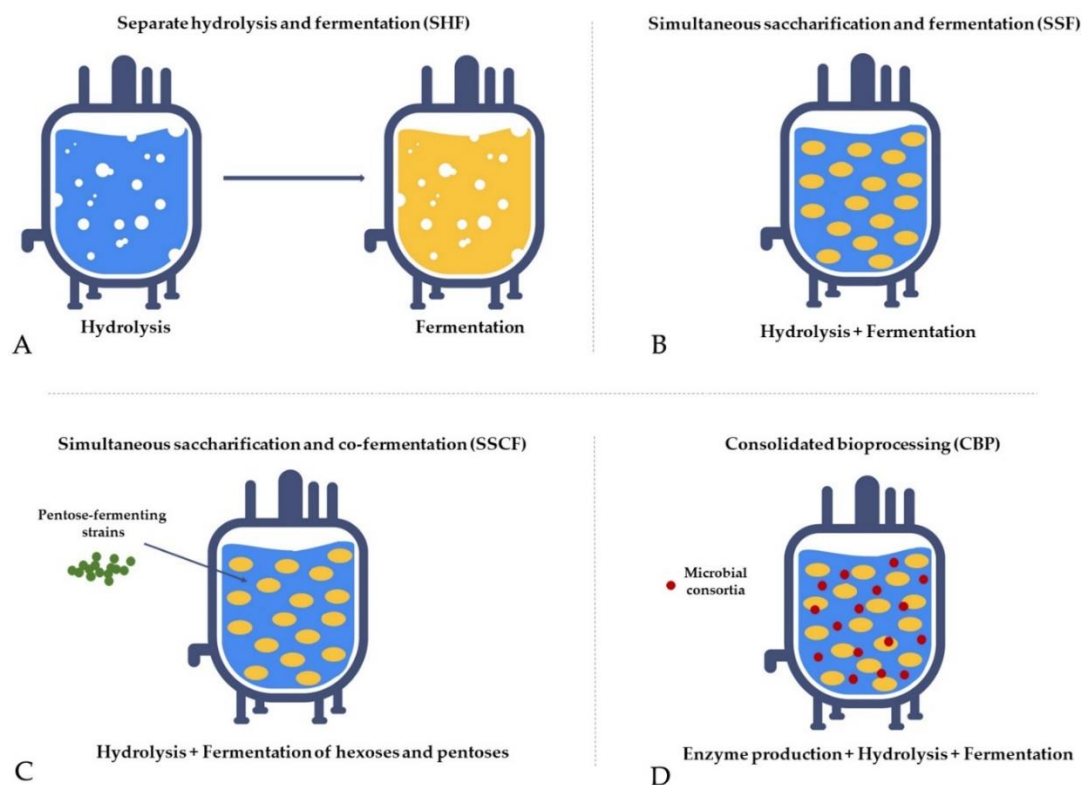 Separate hydrolysis and fermentation (SHF)
Hydrolysis
Fermentation
A
Simultaneous saccharification and fermentation (SSF)
Hydrolysis + Fermentation
B
Simultaneous saccharification and co-fermentation (SSCF)
Pentose-fermenting
strains
Hydrolysis + Fermentation of hexoses and pentoses
C
Consolidated bioprocessing (CBP)
Microbial
consortia
Enzyme production + Hydrolysis + Fermentation
D